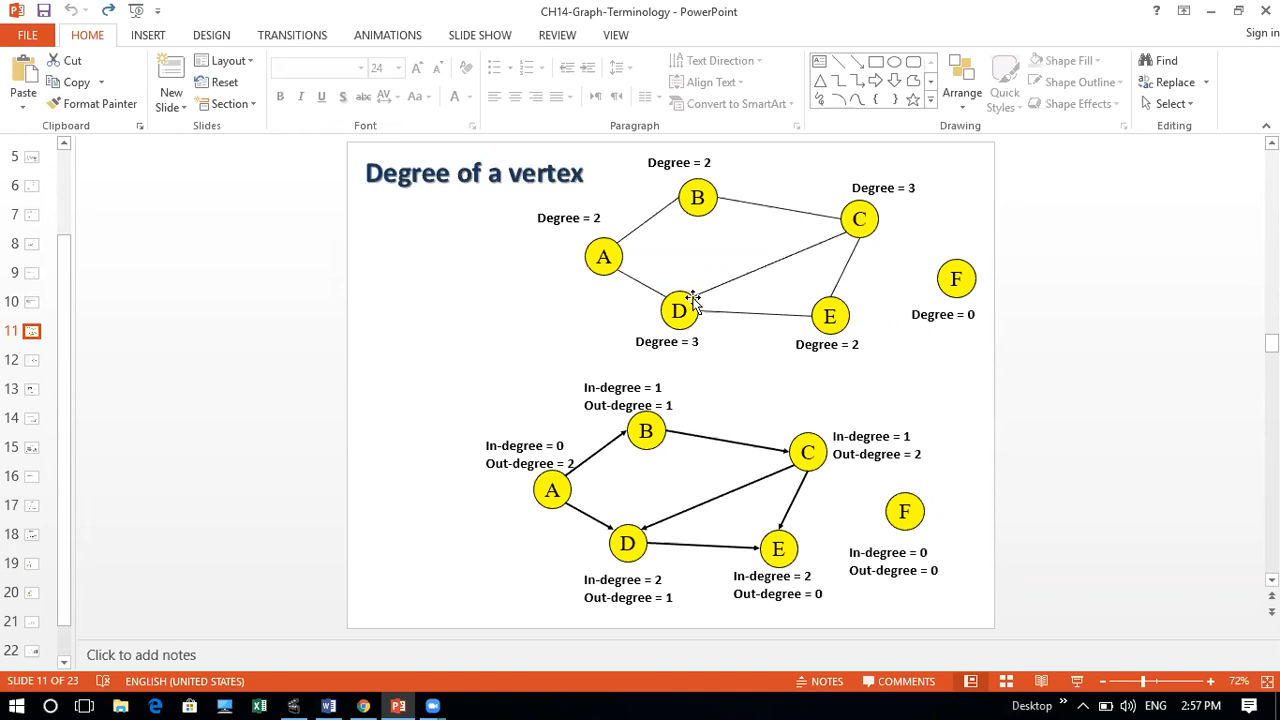 CH14-Graph-Terminology - PowerPoint
?
Sign in
FILE HOME INSERT DESIGN TRANSITIONS ANIMATIONS SLIDE SHOW REVIEW VIEW
Paste
Cut
Copy
Format Painter
Clipboard
New Slide
Layout
Reset
Section
Slides
24
B I U S abc AV Aa A
Font
Text Direction
Align Text
Convert to SmartArt
Paragraph
Arrange
Quick Styles
Shape Fill
Shape Outline
Shape Effects
Drawing
Find
Replace
Select
Editing
5
6
7
8
9
10
11
12
13
14
15
16
17
18
19
20
21
22
Degree of a vertex
Degree = 2
B
Degree = 3
C
Degree = 2
A
F
Degree = 0
D
Degree = 3
E
Degree = 2
In-degree = 1
Out-degree = 1
B
In-degree = 0
Out-degree = 2
A
In-degree = 1
Out-degree = 2
C
F
In-degree = 0
Out-degree = 0
D
In-degree = 2
Out-degree = 1
E
In-degree = 2
Out-degree = 0
Click to add notes
SLIDE 11 OF 23 ENGLISH (UNITED STATES) NOTES COMMENTS 72%
Desktop 2:57 PM